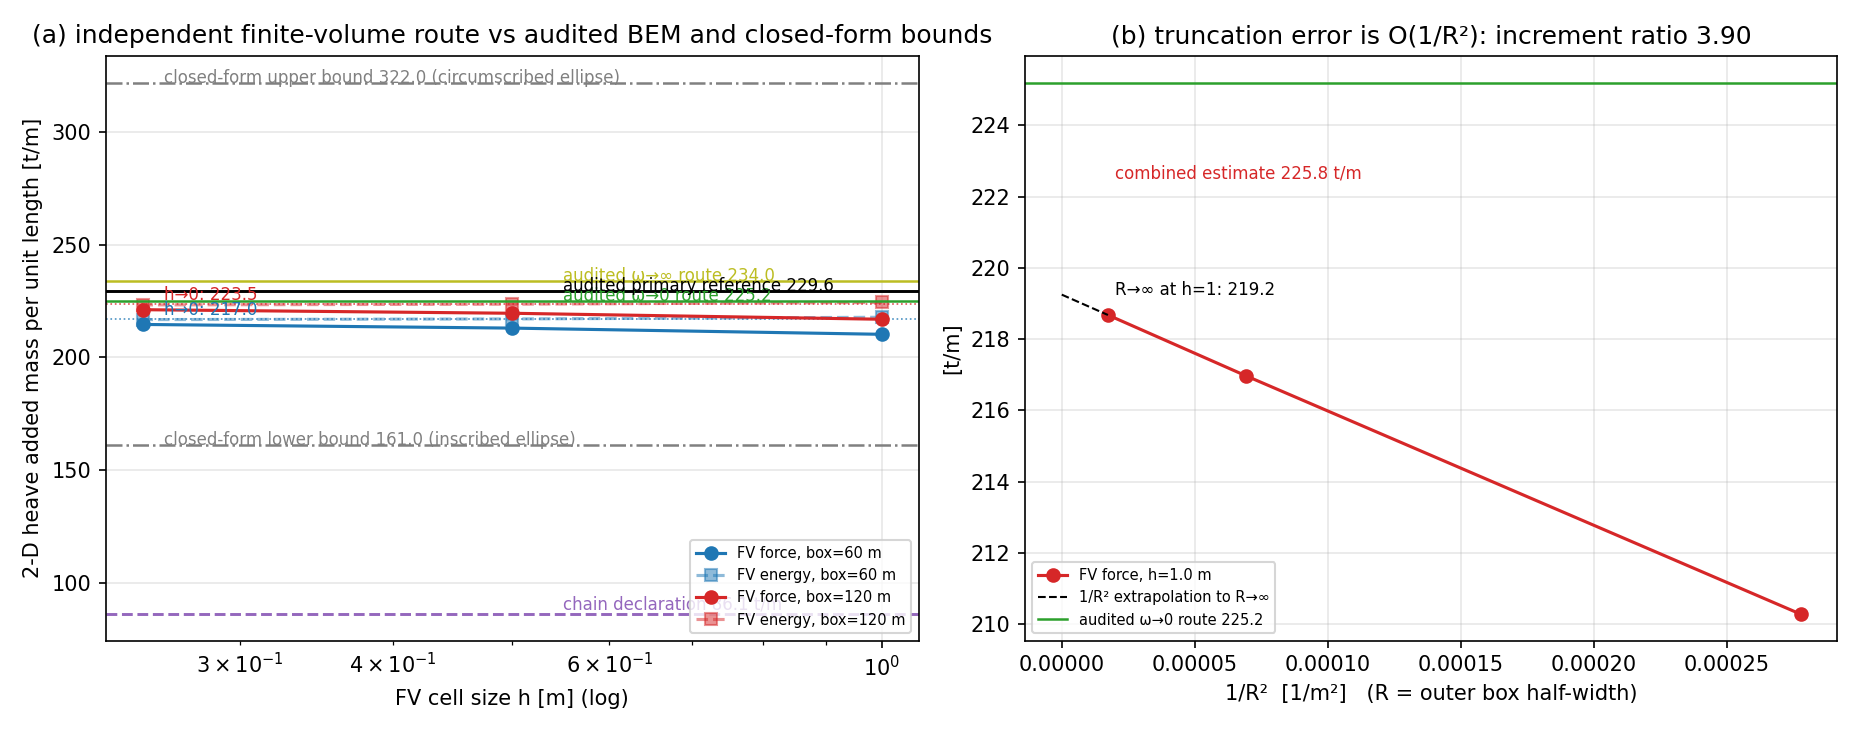 (a) independent finite-volume route vs audited BEM and closed-form bounds
2-D heave added mass per unit length [t/m]
300
250
200
150
100
closed-form upper bound 322.0 (circumscribed ellipse)
audited ω→∞ route 234.0
audited primary reference 229.6
audited ω→0 route 225.2
h→0: 223.5
h→0: 217.0
closed-form lower bound 161.0 (inscribed ellipse)
chain declaration 86.1 t/m
FV force, box=60 m
FV energy, box=60 m
FV force, box=120 m
FV energy, box=120 m
3 × 10⁻¹
4 × 10⁻¹
6 × 10⁻¹
10⁰
FV cell size h [m] (log)
(b) truncation error is O(1/R²): increment ratio 3.90
[t/m]
224
222
220
218
216
214
212
210
combined estimate 225.8 t/m
R→∞ at h=1: 219.2
FV force, h=1.0 m
1/R² extrapolation to R→∞
audited ω→0 route 225.2
0.00000
0.00005
0.00010
0.00015
0.00020
0.00025
1/R² [1/m²] (R = outer box half-width)